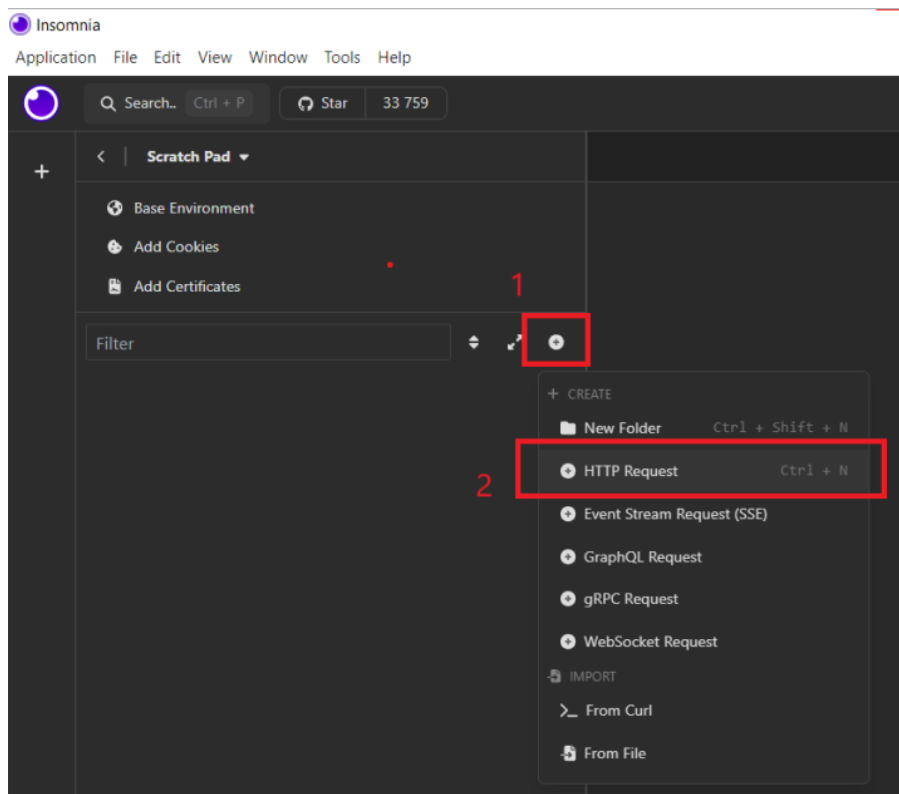 Insomnia
Application File Edit View Window Tools Help
Search.. Ctrl + P Star 33 759
Scratch Pad
Base Environment
Add Cookies
Add Certificates
1
Filter
CREATE
New Folder Ctrl + Shift + N
HTTP Request Ctrl + N
2
Event Stream Request (SSE)
GraphQL Request
gRPC Request
WebSocket Request
IMPORT
From Curl
From File